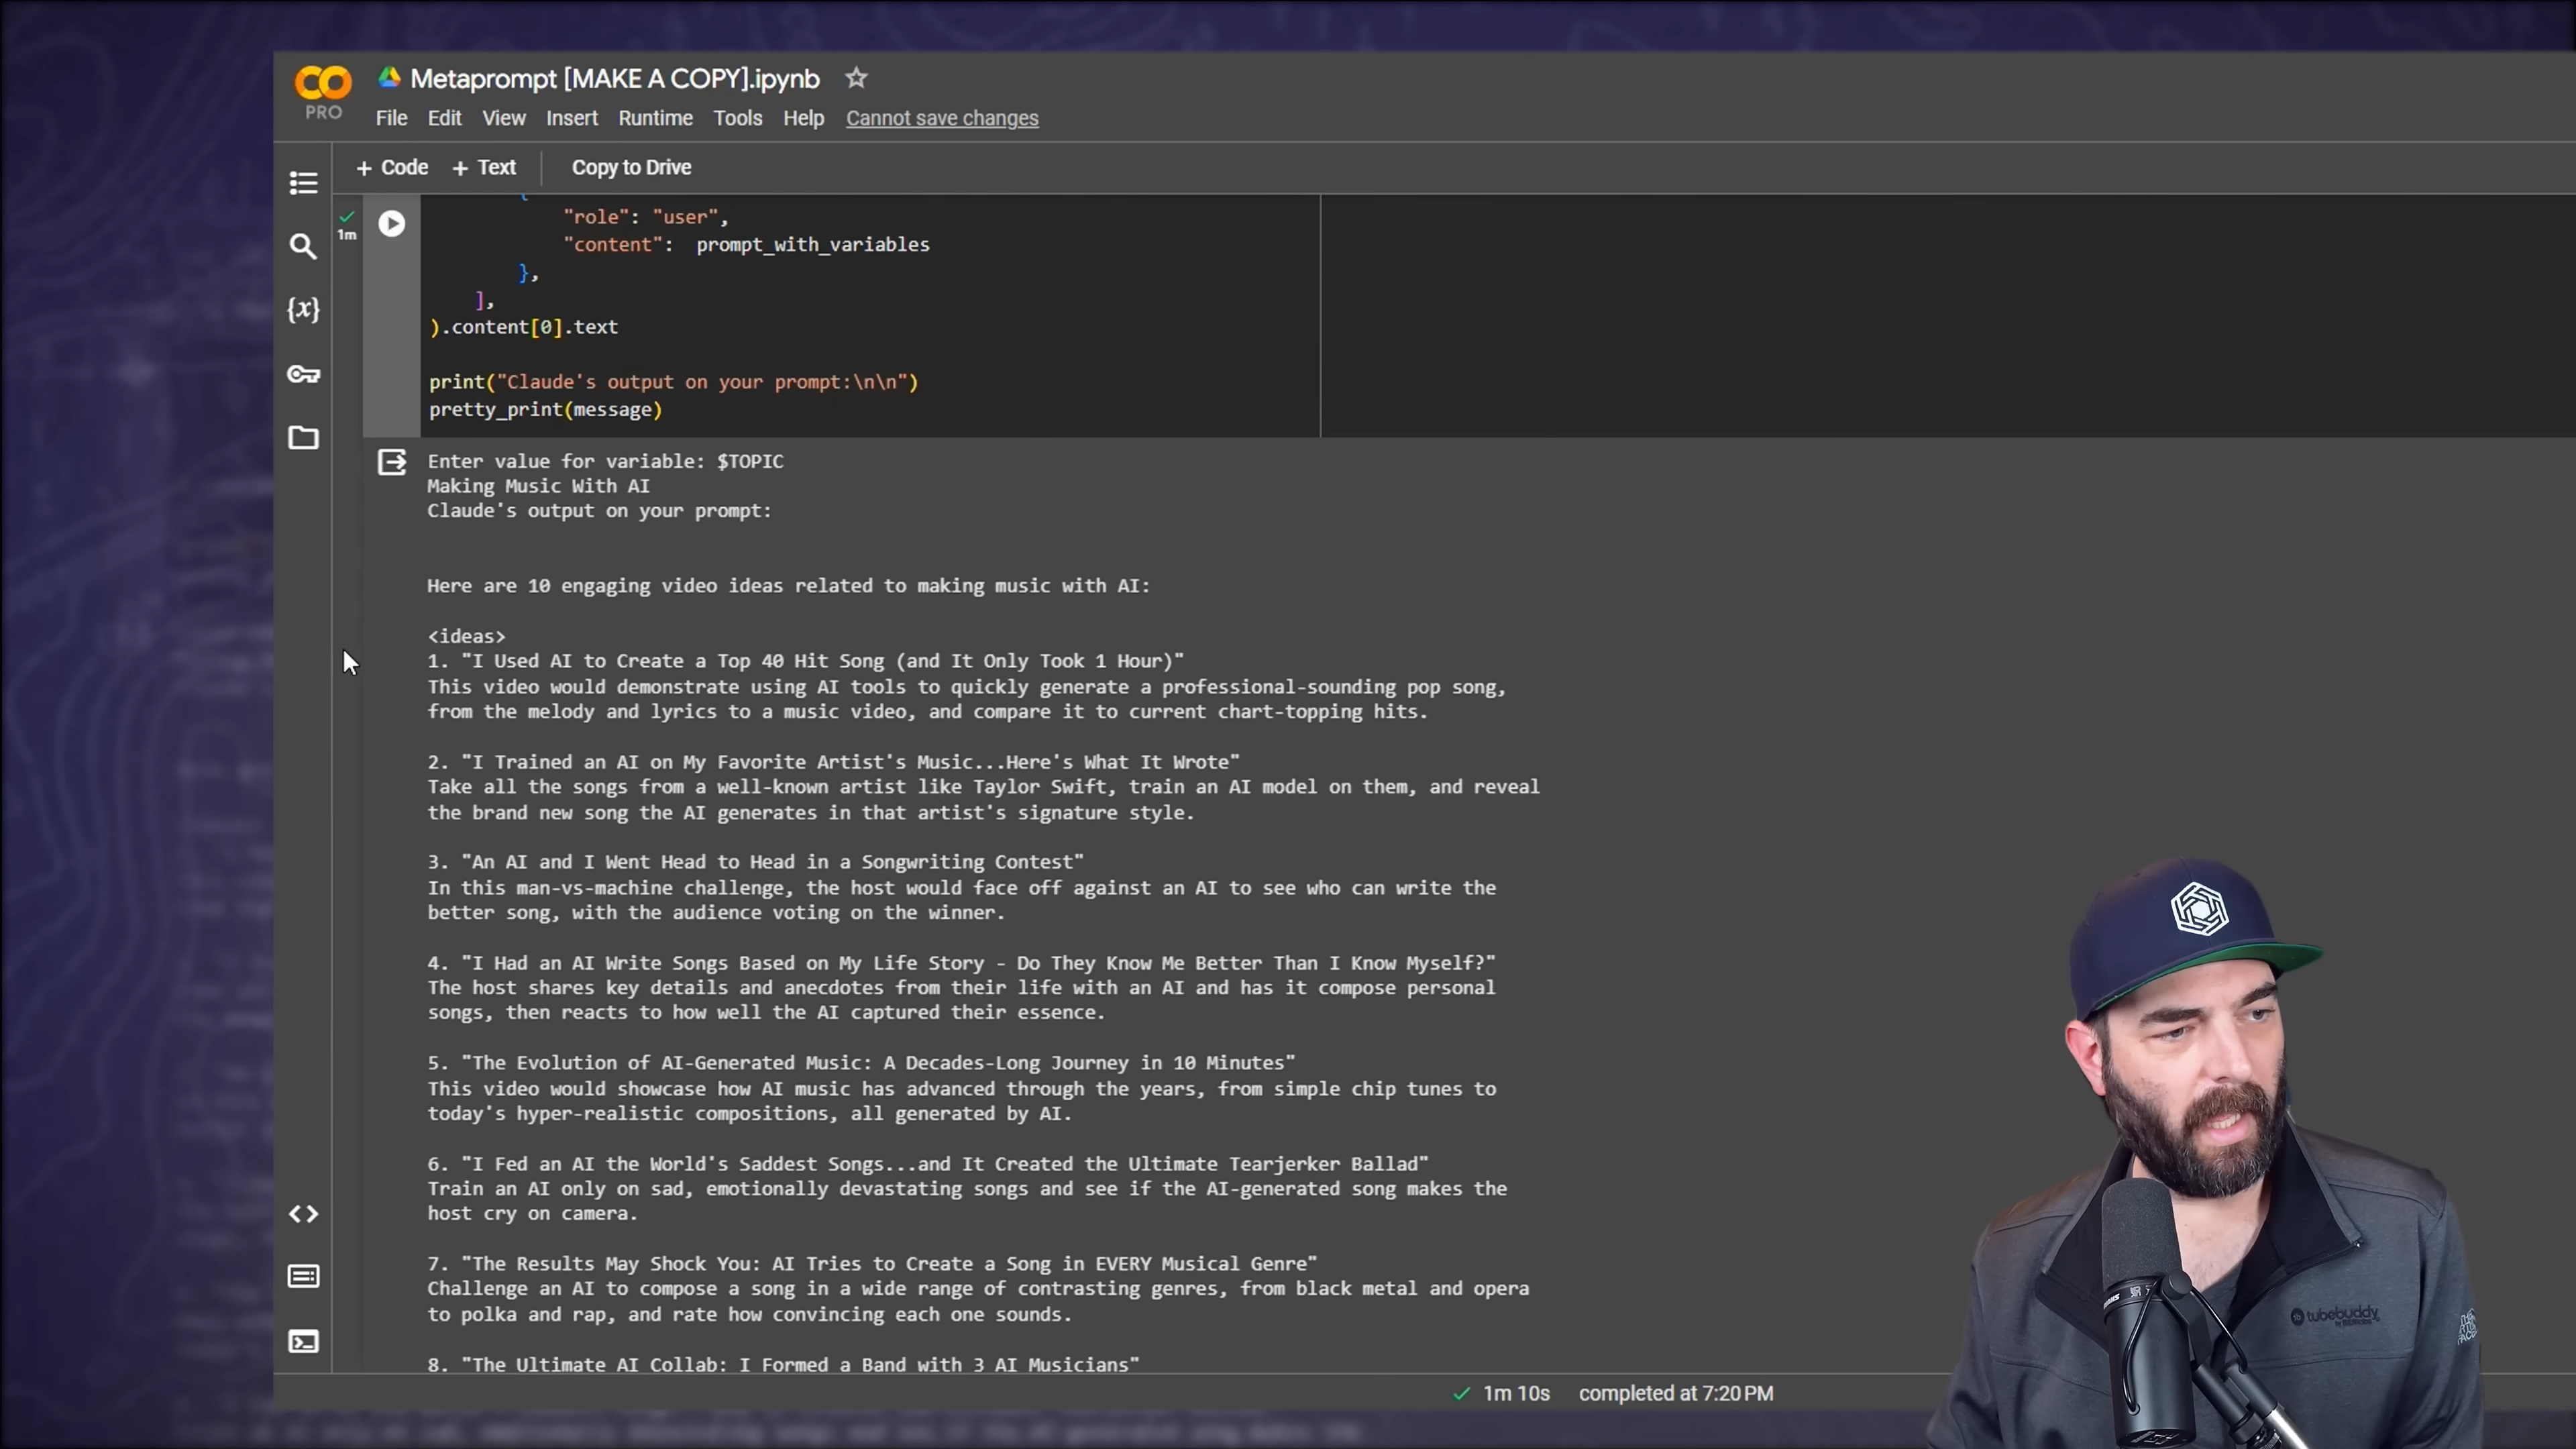 Metaprompt [MAKE A COPY].ipynb
PRO
File Edit View Insert Runtime Tools Help Cannot save changes
+ Code + Text Copy to Drive
{x}
1m
{
"role": "user",
"content": prompt_with_variables
},
],
).content[0].text
print("Claude's output on your prompt:\n\n")
pretty_print(message)
Enter value for variable: $TOPIC
Making Music With AI
Claude's output on your prompt:
Here are 10 engaging video ideas related to making music with AI:
<ideas>
1. "I Used AI to Create a Top 40 Hit Song (and It Only Took 1 Hour)"
This video would demonstrate using AI tools to quickly generate a professional-sounding pop song,
from the melody and lyrics to a music video, and compare it to current chart-topping hits.
2. "I Trained an AI on My Favorite Artist's Music...Here's What It Wrote"
Take all the songs from a well-known artist like Taylor Swift, train an AI model on them, and reveal
the brand new song the AI generates in that artist's signature style.
3. "An AI and I Went Head to Head in a Songwriting Contest"
In this man-vs-machine challenge, the host would face off against an AI to see who can write the
better song, with the audience voting on the winner.
4. "I Had an AI Write Songs Based on My Life Story - Do They Know Me Better Than I Know Myself?"
The host shares key details and anecdotes from their life with an AI and has it compose personal
songs, then reacts to how well the AI captured their essence.
5. "The Evolution of AI-Generated Music: A Decades-Long Journey in 10 Minutes"
This video would showcase how AI music has advanced through the years, from simple chip tunes to
today's hyper-realistic compositions, all generated by AI.
6. "I Fed an AI the World's Saddest Songs...and It Created the Ultimate Tearjerker Ballad"
Train an AI only on sad, emotionally devastating songs and see if the AI-generated song makes the
host cry on camera.
7. "The Results May Shock You: AI Tries to Create a Song in EVERY Musical Genre"
Challenge an AI to compose a song in a wide range of contrasting genres, from black metal and opera
to polka and rap, and rate how convincing each one sounds.
8. "The Ultimate AI Collab: I Formed a Band with 3 AI Musicians"
1m 10s completed at 7:20 PM
tubebuddy
SHURE